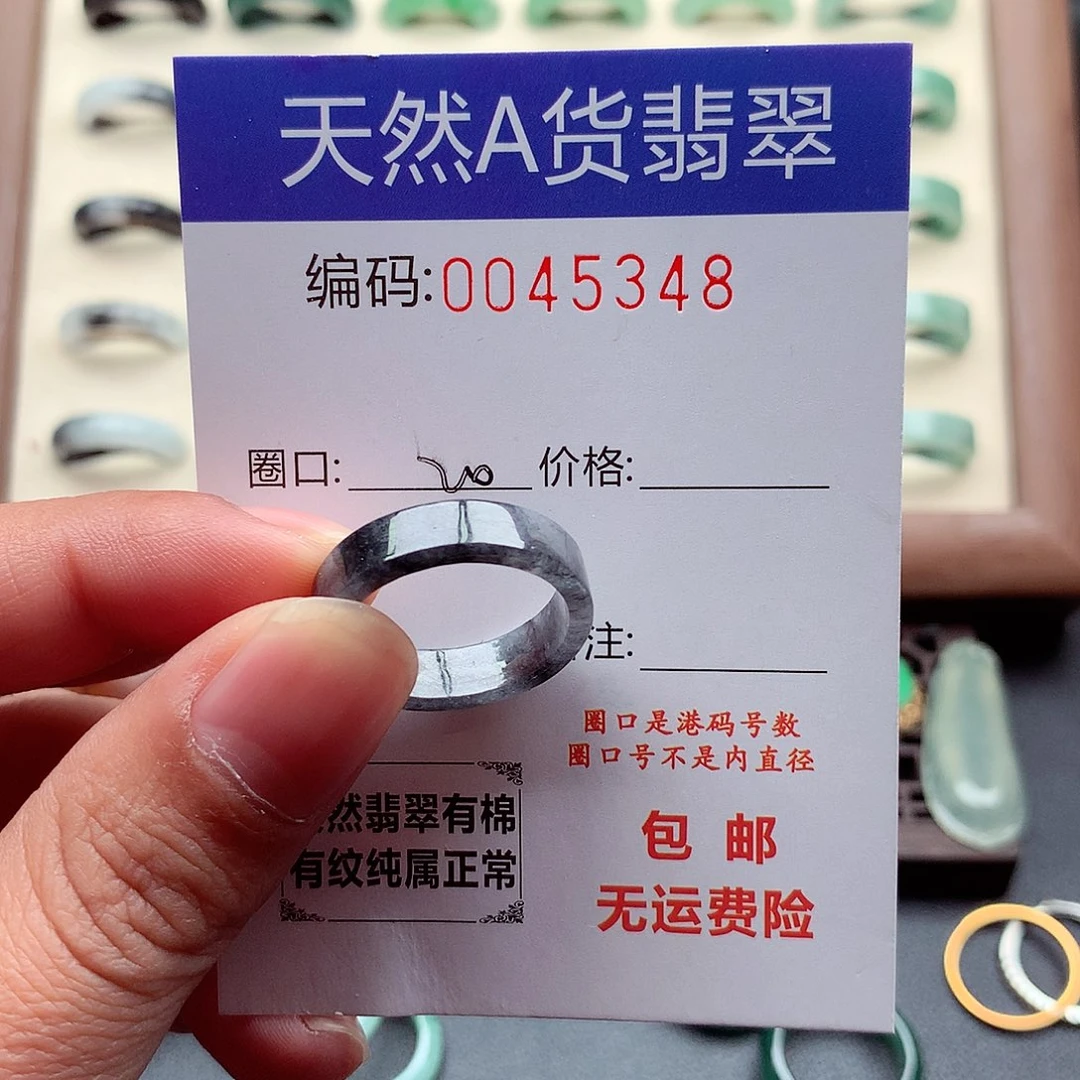 天然A货翡翠
编码:0045348
圈口: 20 价格:
注:
圈口是港码号数
圈口号不是内直径
然翡翠有棉
有纹纯属正常
包 邮
无运费险